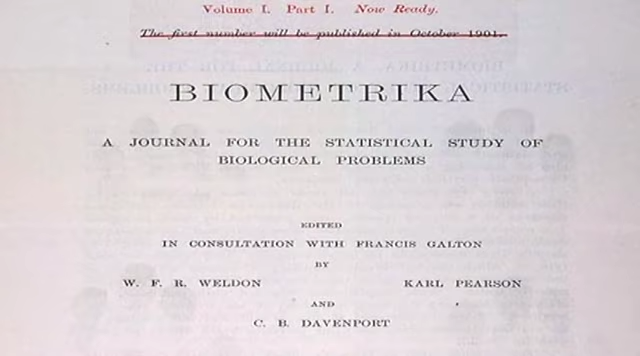 Volume I. Part I. Now Ready.
The first number will be published in October 1901.
BIOMETRIKA
A JOURNAL FOR THE STATISTICAL STUDY OF
BIOLOGICAL PROBLEMS
EDITED
IN CONSULTATION WITH FRANCIS GALTON
BY
W. F. R. WELDON KARL PEARSON
AND
C. B. DAVENPORT